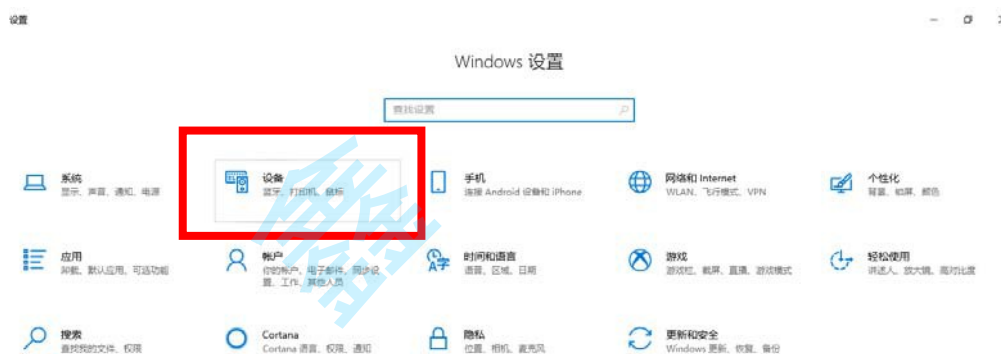 设置
Windows 设置
查找设置
系统
显示、声音、通知、电源
设备
蓝牙、打印机、鼠标
手机
连接 Android 设备和 iPhone
网络和 Internet
WLAN、飞行模式、VPN
个性化
背景、锁屏、颜色
应用
卸载、默认应用、可选功能
帐户
你的帐户、电子邮件、同步设
置、工作、其他人员
时间和语言
语音、区域、日期
游戏
游戏栏、截屏、直播、游戏模式
轻松使用
讲述人、放大镜、高对比度
搜索
查找我的文件、权限
Cortana
Cortana 语言、权限、通知
隐私
位置、相机、麦克风
更新和安全
Windows 更新、恢复、备份